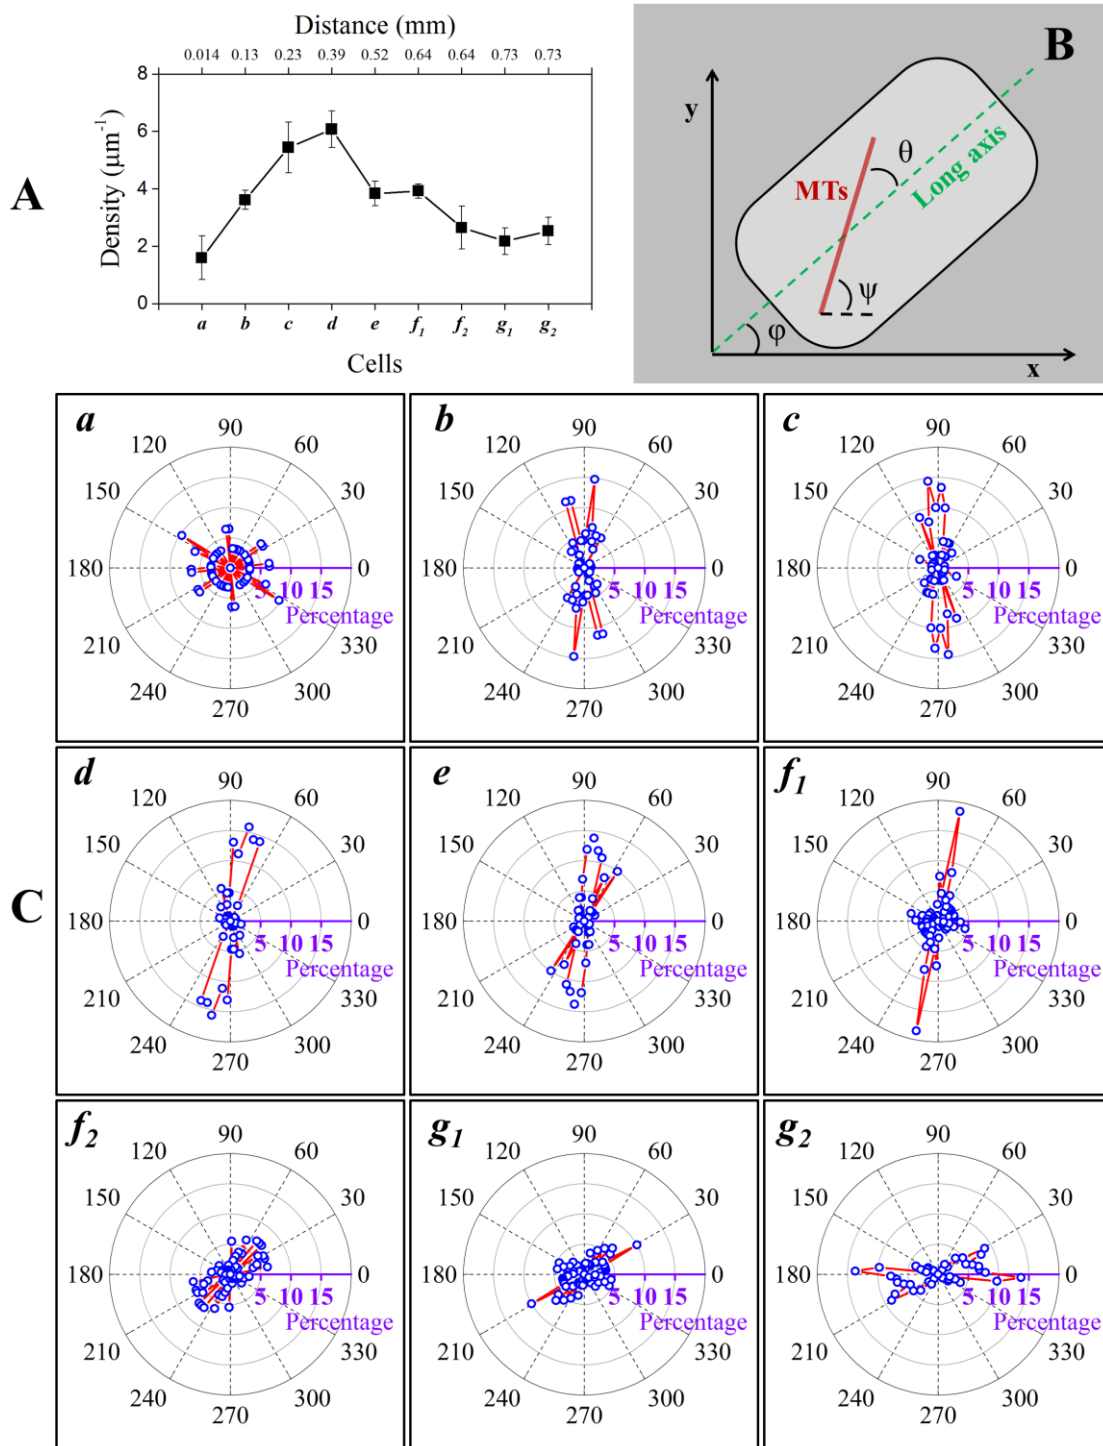 A
Distance (mm)
0.014 0.13 0.23 0.39 0.52 0.64 0.64 0.73 0.73
Density (μm⁻¹)
8
6
4
2
0
a b c d e f₁ f₂ g₁ g₂
Cells
B
y
θ
MTs
Long axis
ψ
φ
x
C
a
90
120 60
150 30
180 0
5 10 15
Percentage
210 330
240 300
270
b
90
120 60
150 30
180 0
5 10 15
Percentage
210 330
240 300
270
c
90
120 60
150 30
180 0
5 10 15
Percentage
210 330
240 300
270
d
90
120 60
150 30
180 0
5 10 15
Percentage
210 330
240 300
270
e
90
120 60
150 30
180 0
5 10 15
Percentage
210 330
240 300
270
f₁
90
120 60
150 30
180 0
5 10 15
Percentage
210 330
240 300
270
f₂
90
120 60
150 30
180 0
5 10 15
Percentage
210 330
240 300
270
g₁
90
120 60
150 30
180 0
5 10 15
Percentage
210 330
240 300
270
g₂
90
120 60
150 30
180 0
5 10 15
Percentage
210 330
240 300
270